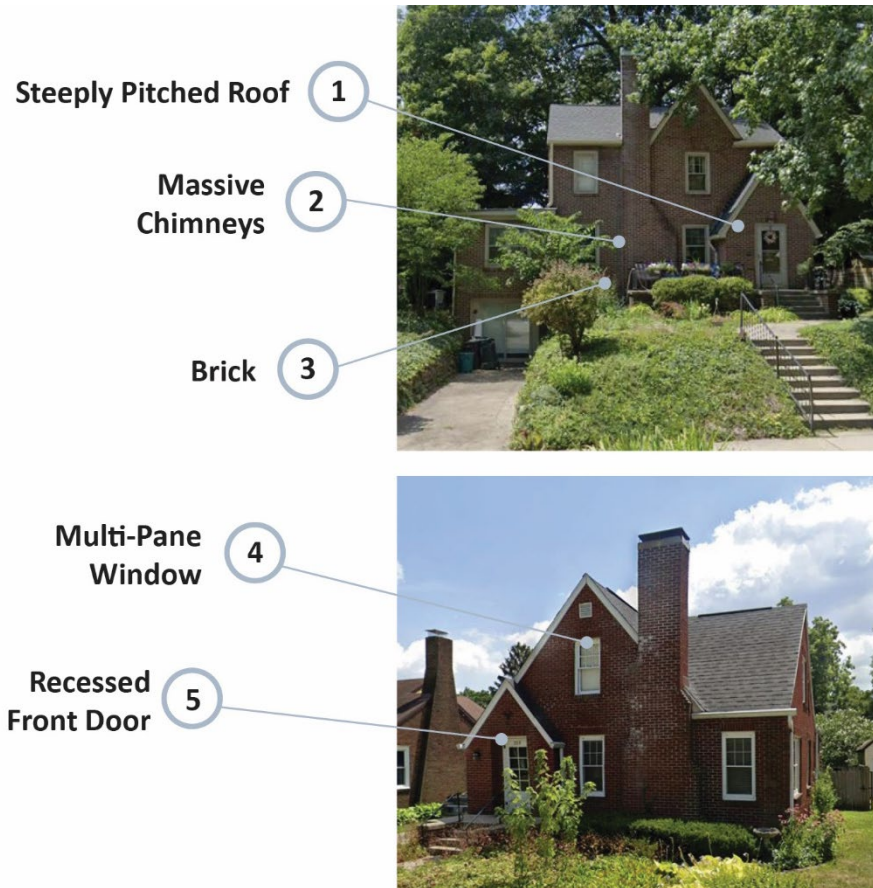 Steeply Pitched Roof 1
Massive
Chimneys
2
Brick 3
Multi-Pane
Window
4
Recessed
Front Door
5